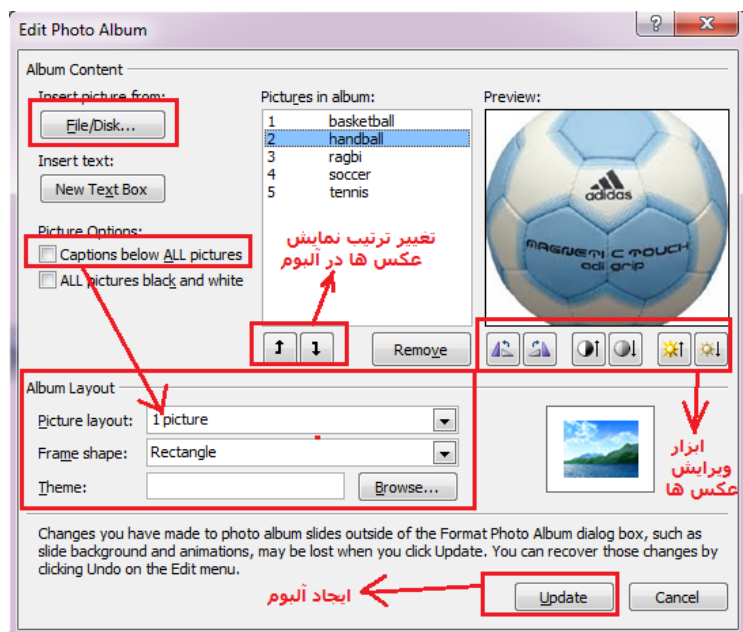 Edit Photo Album
Album Content
Insert picture from:
File/Disk...
Insert text:
New Text Box
Picture Options:
Captions below ALL pictures
ALL pictures black and white
Pictures in album:
1 basketball
2 handball
3 ragbi
4 soccer
5 tennis
تغییر ترتیب نمایش
عکس ها در آلبوم
Remove
Preview:
adidas
MAGNETIC TOUCH
adi grip
Album Layout
Picture layout: 1 picture
Frame shape: Rectangle
Theme:
Browse...
ابزار
ویرایش
عکس ها
Changes you have made to photo album slides outside of the Format Photo Album dialog box, such as
slide background and animations, may be lost when you click Update. You can recover those changes by
clicking Undo on the Edit menu.
ایجاد آلبوم
Update
Cancel